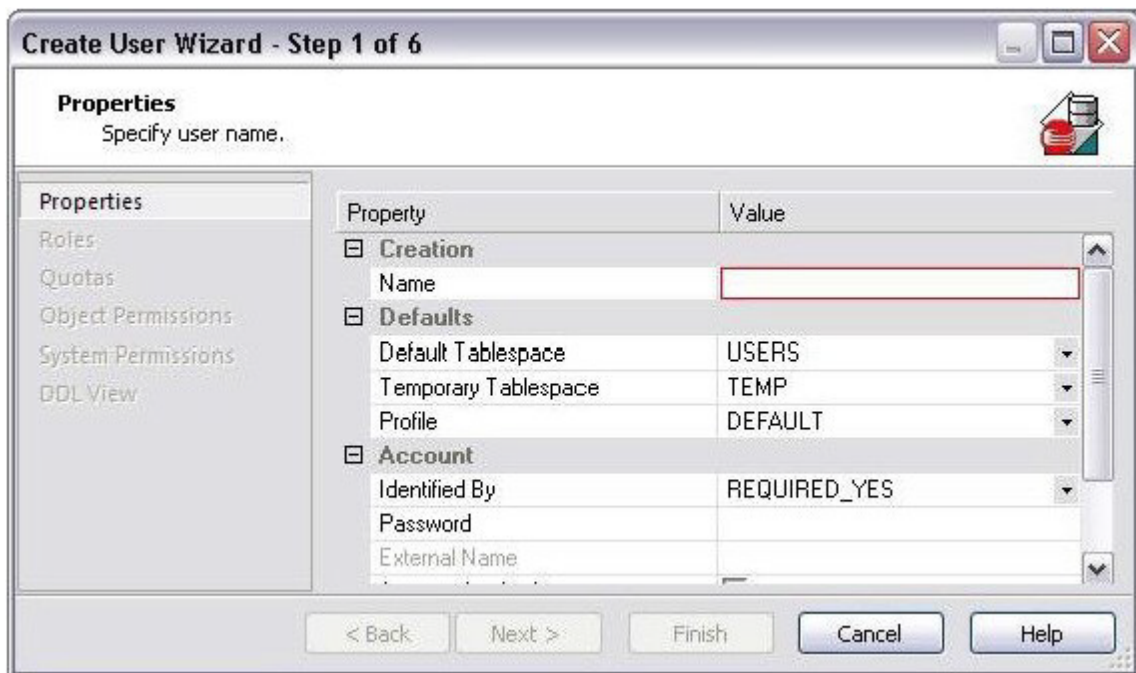 Create User Wizard - Step 1 of 6
Properties
Specify user name.
Properties
Roles
Quotas
Object Permissions
System Permissions
DDL View
Property Value
Creation
Name
Defaults
Default Tablespace USERS
Temporary Tablespace TEMP
Profile DEFAULT
Account
Identified By REQUIRED_YES
Password
External Name
< Back Next > Finish Cancel Help